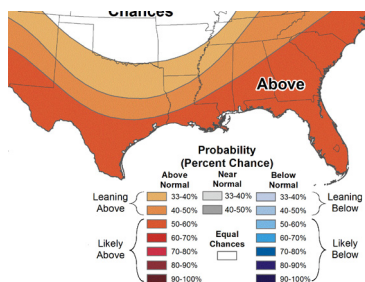 Chances
Above
Probability
(Percent Chance)
Above Normal
Near Normal
Below Normal
Leaning Above
33-40%
33-40%
33-40%
Leaning Below
40-50%
40-50%
40-50%
Likely Above
50-60%
Equal Chances
50-60%
Likely Below
60-70%
60-70%
70-80%
70-80%
80-90%
80-90%
90-100%
90-100%